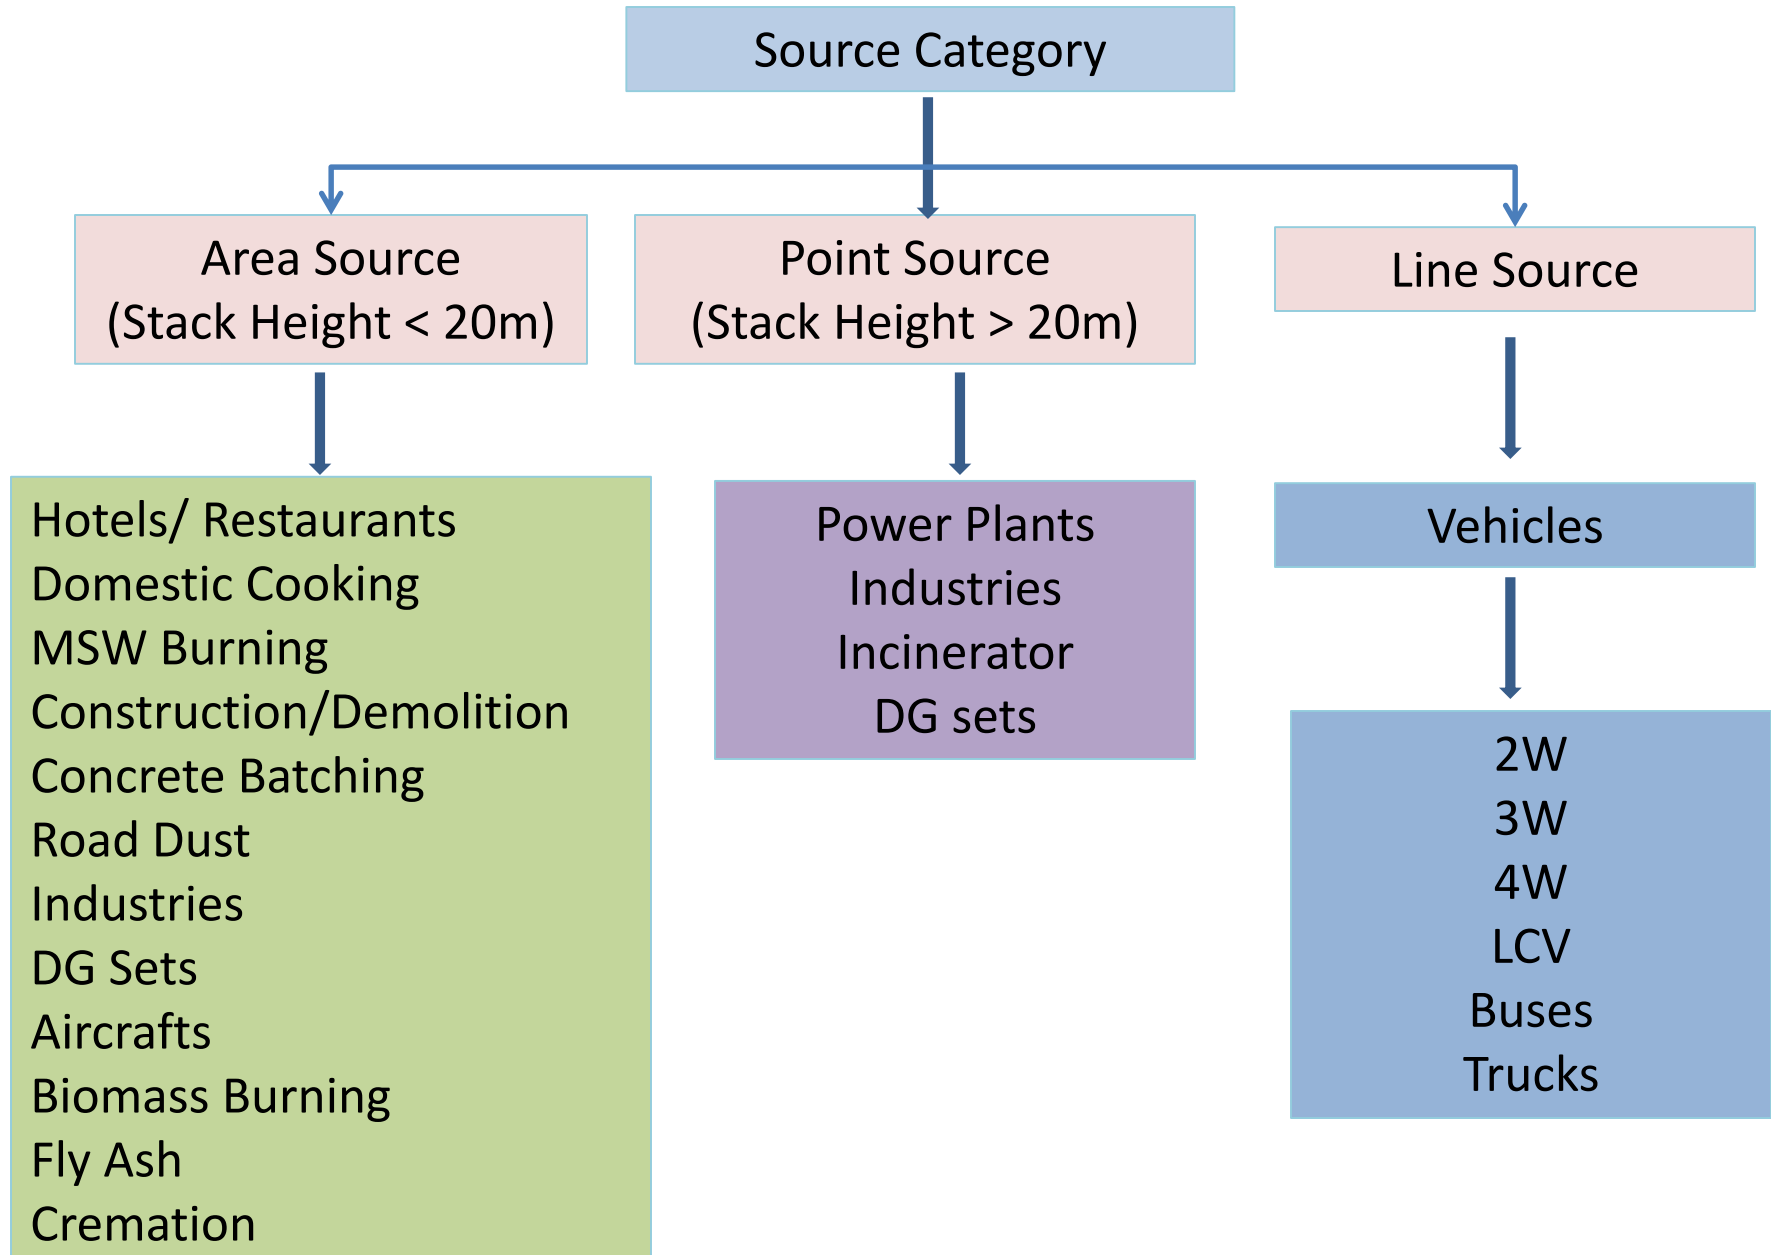 Source Category
Area Source
(Stack Height < 20m)
Point Source
(Stack Height > 20m)
Line Source
Hotels/ Restaurants
Domestic Cooking
MSW Burning
Construction/Demolition
Concrete Batching
Road Dust
Industries
DG Sets
Aircrafts
Biomass Burning
Fly Ash
Cremation
Power Plants
Industries
Incinerator
DG sets
Vehicles
2W
3W
4W
LCV
Buses
Trucks